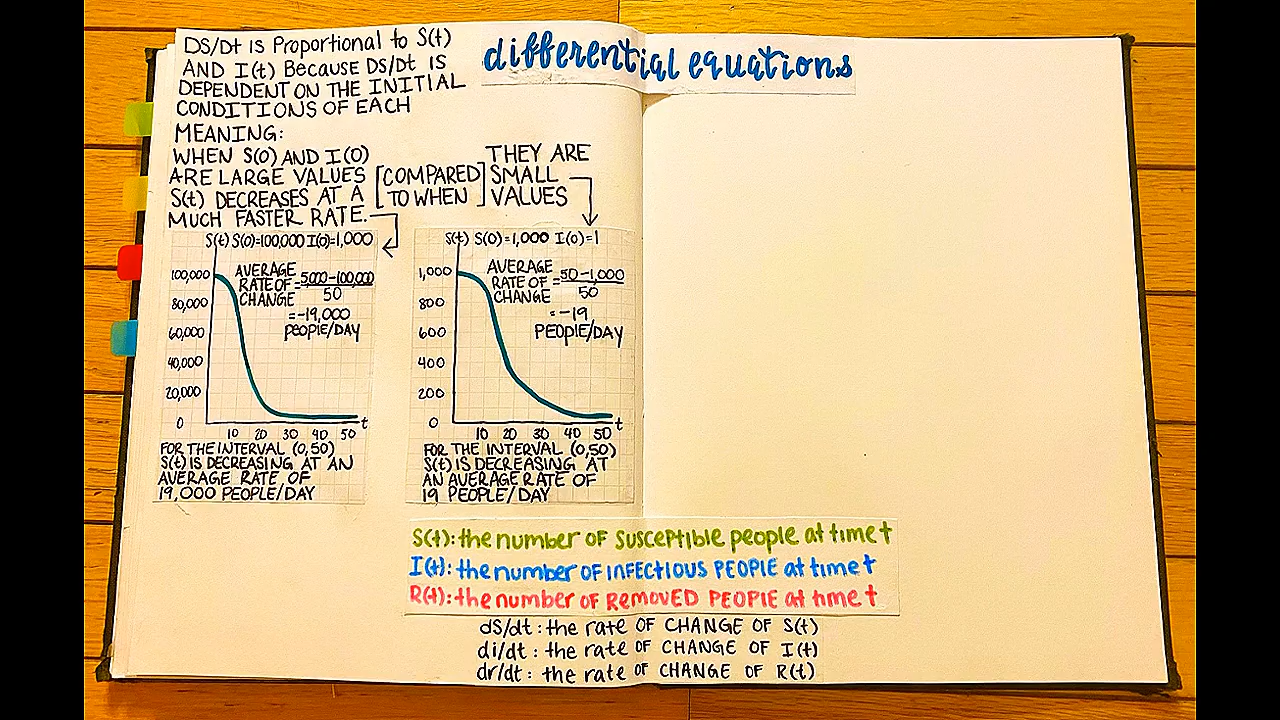 differential equations
DS/Dt IS Proportional to S(t)
AND I(t) Because DS/Dt IS
DEPENDENT ON THE INITIAL
CONDITIONS OF EACH
MEANING:
WHEN S(0) AND I(0)
ARE LARGE VALUES
S(t) DECREASES AT A
MUCH FASTER RATE.
[COMPARED
TO WHEN]
THEY ARE
SMALL
VALUES
S(t) S(0)=100,000 I(0)=1,000
100,000
80,000
60,000
40,000
20,000
0
AVERAGE
RATE OF = 5000-100,000
CHANGE 50
=-19,000
PEOPLE/DAY
t
10 20 30 40 50
FOR THE INTERVAL (0,50)
S(t) IS DECREASING AT AN
AVERAGE RATE OF
19,000 PEOPLE/DAY
S(t) S(0)=1,000 I(0)=1
1,000
800
600
400
200
0
AVERAGE
RATE OF = 50-1,000
CHANGE 50
=-19
PEOPLE/DAY
t
10 20 30 40 50
FOR THE INTERVAL (0,50)
S(t) IS DECREASING AT
AN AVERAGE RATE OF
19 PEOPLE/DAY
S(t): the number OF SUSCEPTIBLE people at time t
I(t): the number OF INFECTIOUS PEOPLE at time t
R(t): the number OF REMOVED PEOPLE at time t
ds/dt: the rate OF CHANGE OF S(t)
di/dt: the rate OF CHANGE OF I(t)
dr/dt: the rate OF CHANGE OF R(t)